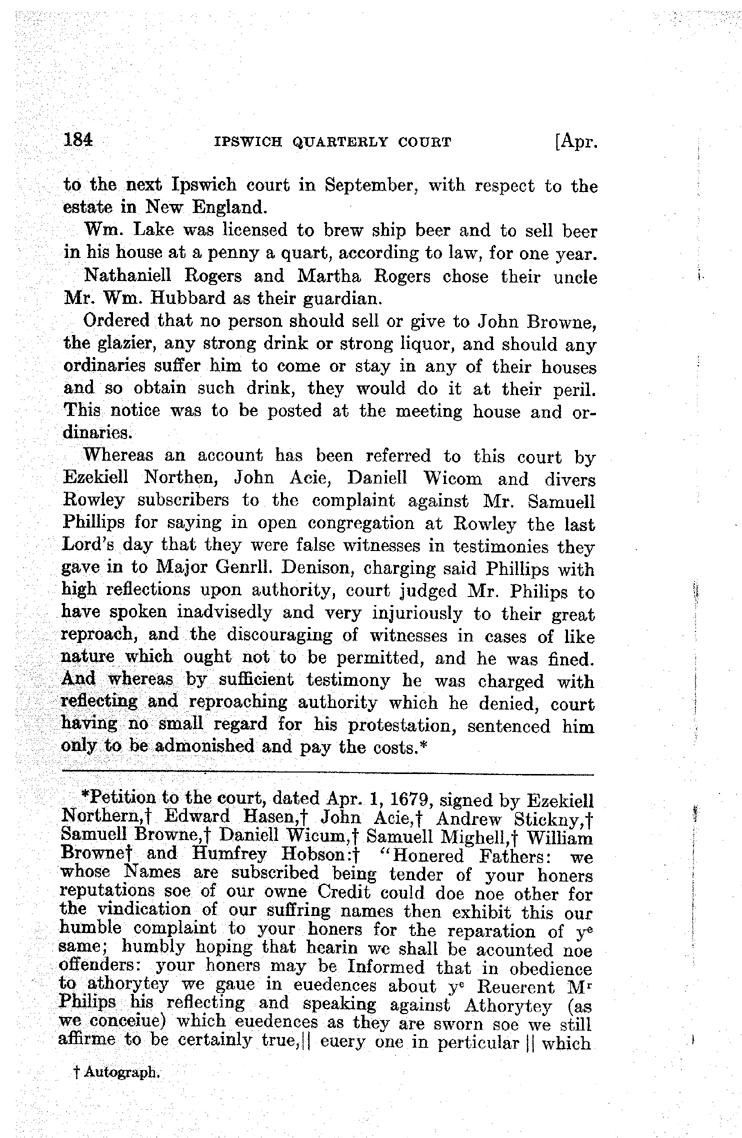 184 IPSWICH QUARTERLY COURT [Apr.
to the next Ipswich court in September, with respect to the
estate in New England.
Wm. Lake was licensed to brew ship beer and to sell beer
in his house at a penny a quart, according to law, for one year.
Nathaniell Rogers and Martha Rogers chose their uncle
Mr. Wm. Hubbard as their guardian.
Ordered that no person should sell or give to John Browne,
the glazier, any strong drink or strong liquor, and should any
ordinaries suffer him to come or stay in any of their houses
and so obtain such drink, they would do it at their peril.
This notice was to be posted at the meeting house and or-
dinaries.
Whereas an account has been referred to this court by
Ezekiell Northen, John Acie, Daniell Wicom and divers
Rowley subscribers to the complaint against Mr. Samuell
Phillips for saying in open congregation at Rowley the last
Lord's day that they were false witnesses in testimonies they
gave in to Major Genrll. Denison, charging said Phillips with
high reflections upon authority, court judged Mr. Philips to
have spoken inadvisedly and very injuriously to their great
reproach, and the discouraging of witnesses in cases of like
nature which ought not to be permitted, and he was fined.
And whereas by sufficient testimony he was charged with
reflecting and reproaching authority which he denied, court
having no small regard for his protestation, sentenced him
only to be admonished and pay the costs.*
*Petition to the court, dated Apr. 1, 1679, signed by Ezekiell
Northern,† Edward Hasen,† John Acie,† Andrew Stickny,†
Samuell Browne,† Daniell Wicum,† Samuell Mighell,† William
Browne† and Humfrey Hobson:† "Honered Fathers: we
whose Names are subscribed being tender of your honers
reputations soe of our owne Credit could doe noe other for
the vindication of our suffring names then exhibit this our
humble complaint to your honers for the reparation of yᵉ
same; humbly hoping that hearin we shall be acounted noe
offenders: your honers may be Informed that in obedience
to athorytey we gaue in euedences about yᵉ Reuerent Mʳ
Philips his reflecting and speaking against Athorytey (as
we conceiue) which euedences as they are sworn soe we still
affirme to be certainly true,|| euery one in perticular || which
† Autograph.